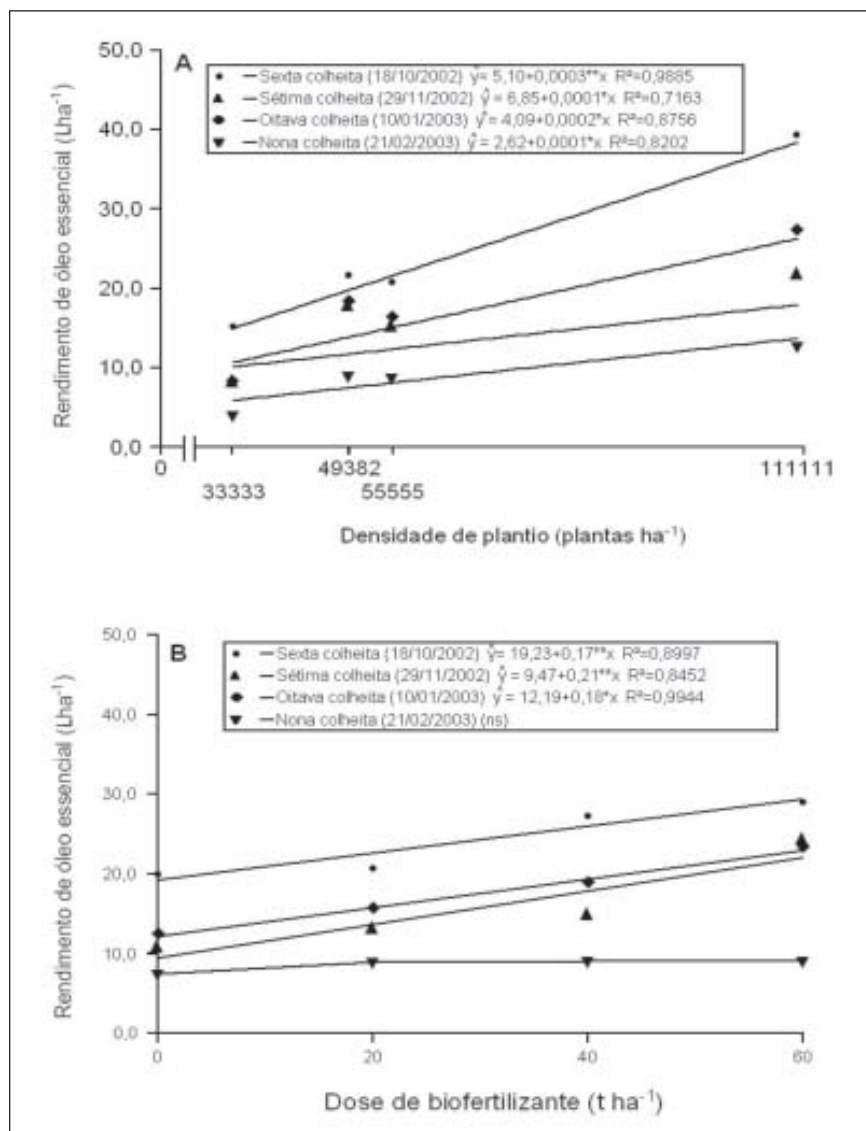 A
50,0
40,0
30,0
20,0
10,0
0,0
Rendimento de óleo essencial (Lha⁻¹)
Sexta colheita (18/10/2002) ŷ= 5,10+0,0003**x R²=0,9885
Sétima colheita (29/11/2002) ŷ = 6,85+0,0001*x R²=0,7163
Oitava colheita (10/01/2003) ŷ= 4,09+0,0002*x R²=0,8756
Nona colheita (21/02/2003) ŷ = 2,62+0,0001*x R²=0,8202
0 49382 111111
33333 55555
Densidade de plantio (plantas ha⁻¹)
B
50,0
40,0
30,0
20,0
10,0
0,0
Rendimento de óleo essencial (Lha⁻¹)
Sexta colheita (18/10/2002) ŷ= 19,23+0,17**x R²=0,8997
Sétima colheita (29/11/2002) ŷ = 9,47+0,21**x R²=0,8452
Oitava colheita (10/01/2003) ŷ = 12,19+0,18*x R²=0,9944
Nona colheita (21/02/2003) (ns)
0 20 40 60
Dose de biofertilizante (t ha⁻¹)